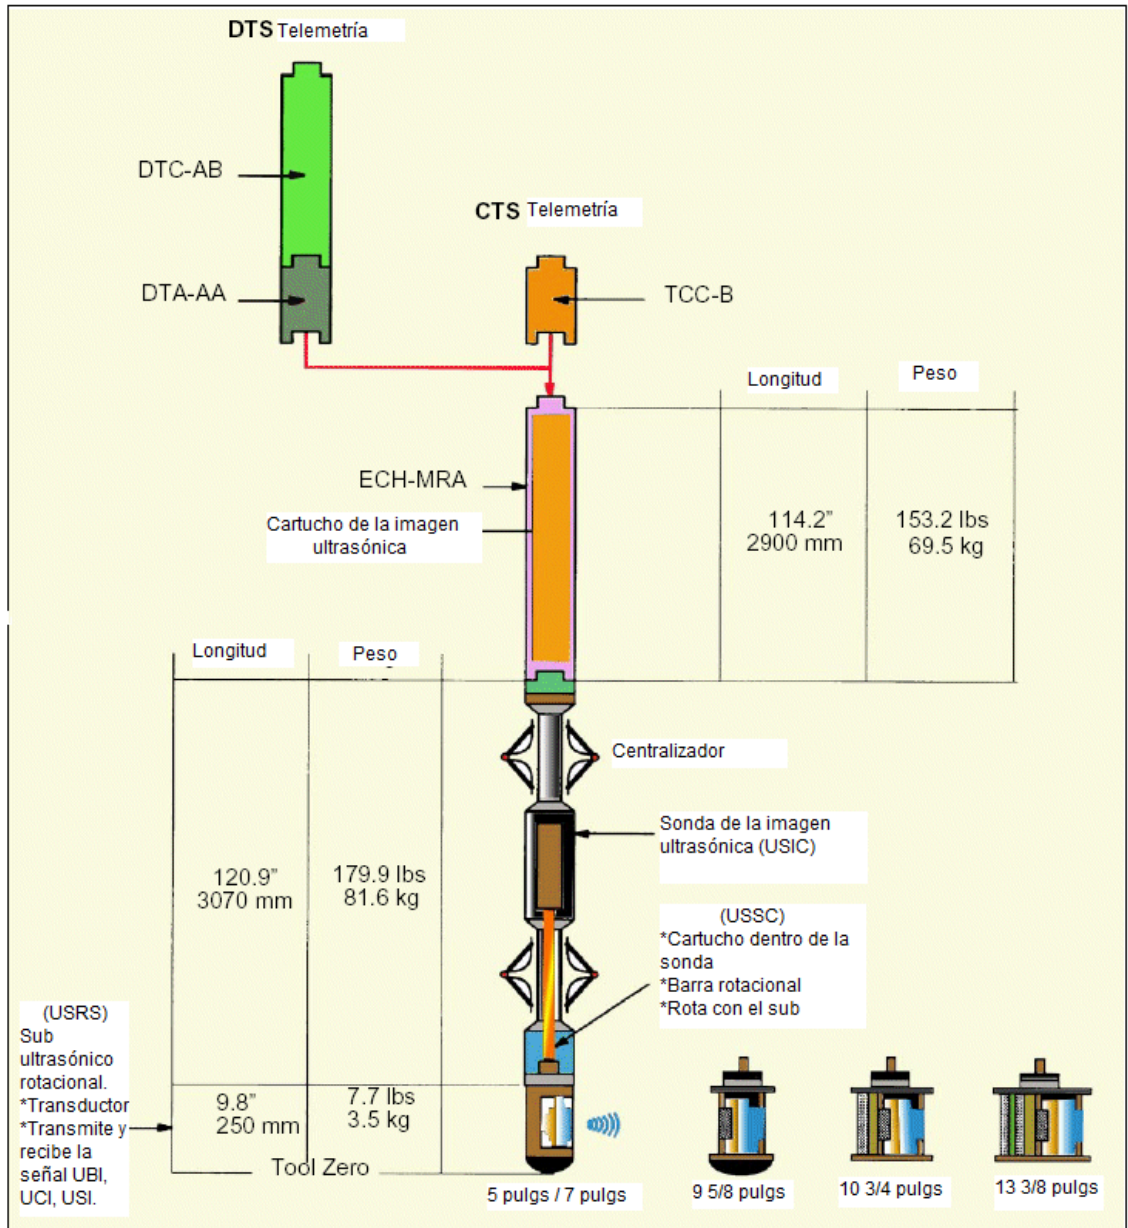 DTS Telemetría
DTC-AB
CTS Telemetría
DTA-AA
TCC-B
Longitud
Peso
ECH-MRA
Cartucho de la imagen
ultrasónica
114.2”
2900 mm
153.2 lbs
69.5 kg
Longitud
Peso
Centralizador
Sonda de la imagen
ultrasónica (USIC)
120.9”
3070 mm
179.9 lbs
81.6 kg
(USSC)
*Cartucho dentro de la
sonda
*Barra rotacional
*Rota con el sub
(USRS)
Sub
ultrasónico
rotacional.
*Transductor
*Transmite y
recibe la
señal UBI,
UCI, USI.
9.8”
250 mm
7.7 lbs
3.5 kg
Tool Zero
5 pulgs / 7 pulgs
9 5/8 pulgs
10 3/4 pulgs
13 3/8 pulgs